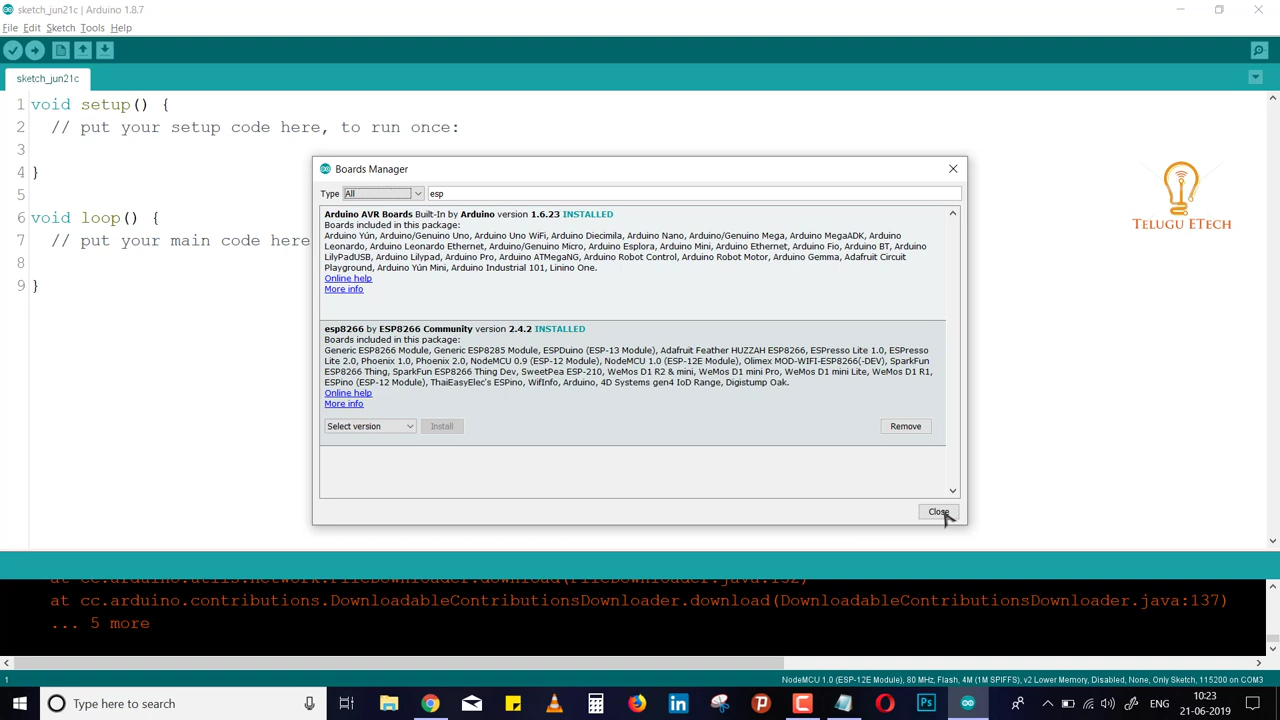 sketch_jun21c | Arduino 1.8.7
File Edit Sketch Tools Help
sketch_jun21c
1 void setup() {
2 // put your setup code here, to run once:
3
4 }
5
6 void loop() {
7 // put your main code here
8
9 }
Boards Manager
Type All esp
Arduino AVR Boards Built-In by Arduino version 1.6.23 INSTALLED
Boards included in this package:
Arduino Yún, Arduino/Genuino Uno, Arduino Uno WiFi, Arduino Diecimila, Arduino Nano, Arduino/Genuino Mega, Arduino MegaADK, Arduino
Leonardo, Arduino Leonardo Ethernet, Arduino/Genuino Micro, Arduino Esplora, Arduino Mini, Arduino Ethernet, Arduino Fio, Arduino BT, Arduino
LilyPadUSB, Arduino Lilypad, Arduino Pro, Arduino ATMegaNG, Arduino Robot Control, Arduino Robot Motor, Arduino Gemma, Adafruit Circuit
Playground, Arduino Yún Mini, Arduino Industrial 101, Linino One.
Online help
More info
esp8266 by ESP8266 Community version 2.4.2 INSTALLED
Boards included in this package:
Generic ESP8266 Module, Generic ESP8285 Module, ESPDuino (ESP-13 Module), Adafruit Feather HUZZAH ESP8266, ESPresso Lite 1.0, ESPresso
Lite 2.0, Phoenix 1.0, Phoenix 2.0, NodeMCU 0.9 (ESP-12 Module), NodeMCU 1.0 (ESP-12E Module), Olimex MOD-WIFI-ESP8266(-DEV), SparkFun
ESP8266 Thing, SparkFun ESP8266 Thing Dev, SweetPea ESP-210, WeMos D1 R2 & mini, WeMos D1 mini Pro, WeMos D1 mini Lite, WeMos D1 R1,
ESPino (ESP-12 Module), ThaiEasyElec's ESPino, WifInfo, Arduino, 4D Systems gen4 IoD Range, Digistump Oak.
Online help
More info
Select version Install Remove
Close
TELUGU ETECH
at cc.arduino.utils.network.FileDownloader.download(FileDownloader.java:132)
at cc.arduino.contributions.DownloadableContributionsDownloader.download(DownloadableContributionsDownloader.java:137)
... 5 more
1 NodeMCU 1.0 (ESP-12E Module), 80 MHz, Flash, 4M (1M SPIFFS), v2 Lower Memory, Disabled, None, Only Sketch, 115200 on COM3
Type here to search
ENG
10:23
21-06-2019